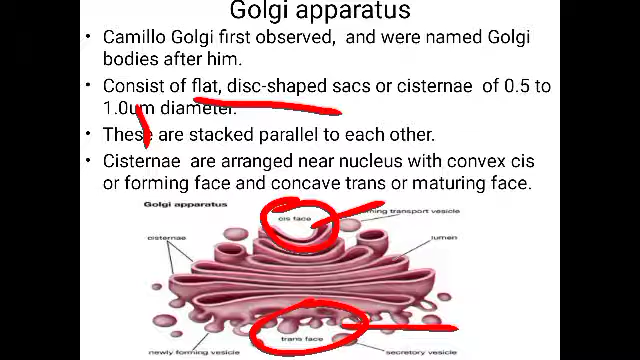 Golgi apparatus
• Camillo Golgi first observed, and were named Golgi
bodies after him.
• Consist of flat, disc-shaped sacs or cisternae of 0.5 to
1.0um diameter.
• These are stacked parallel to each other.
• Cisternae are arranged near nucleus with convex cis
or forming face and concave trans or maturing face.
Golgi apparatus
cis face
transport vesicle
cisternae
lumen
trans face
newly forming vesicle
secretory vesicle